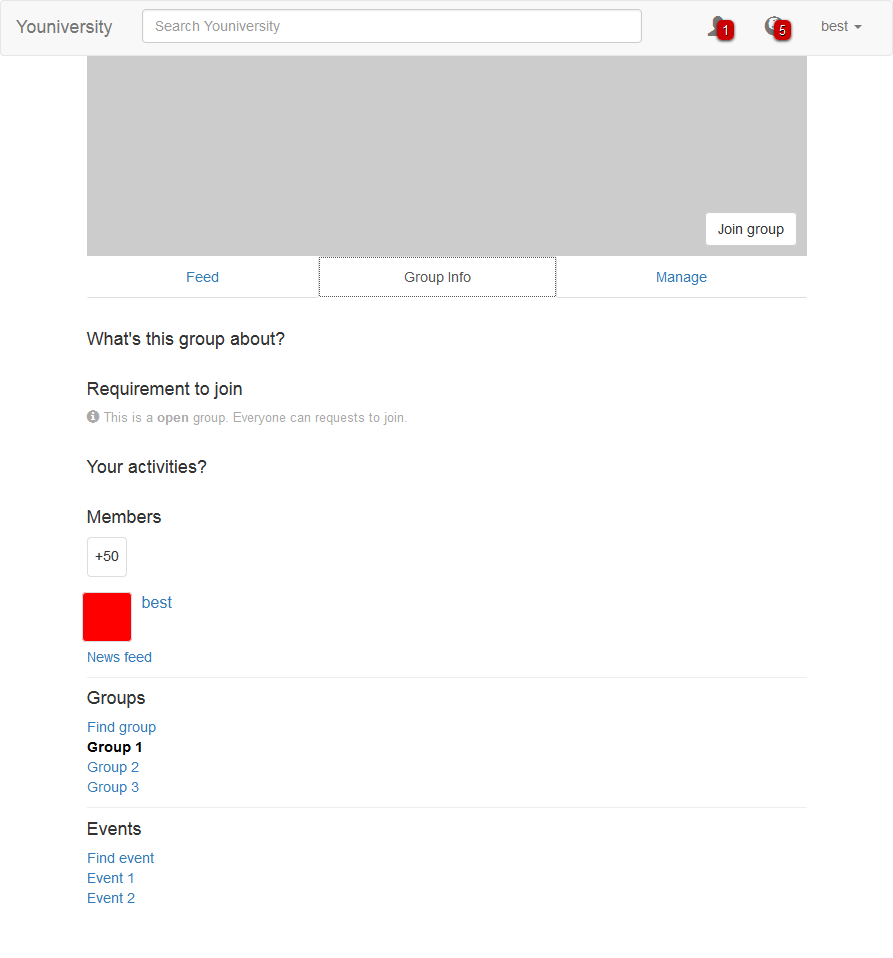 Youniversity
Search Youniversity
1
5
best
Join group
Feed
Group Info
Manage
What's this group about?
Requirement to join
This is a open group. Everyone can requests to join.
Your activities?
Members
+50
best
News feed
Groups
Find group
Group 1
Group 2
Group 3
Events
Find event
Event 1
Event 2